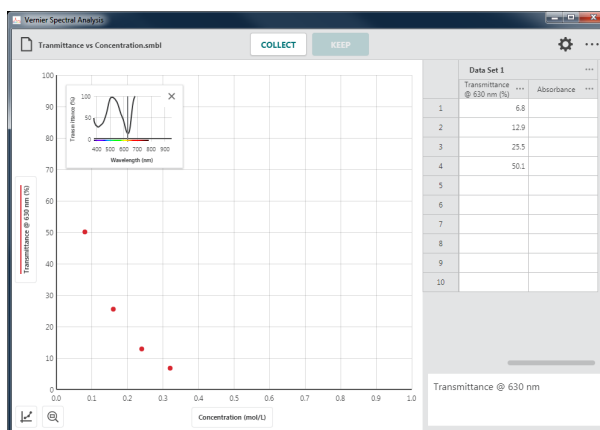 Vernier Spectral Analysis
Tranmittance vs Concentration.smbl
COLLECT
KEEP
...
100
90
80
70
60
50
40
30
20
10
0
0.0 0.1 0.2 0.3 0.4 0.5 0.6 0.7 0.8 0.9 1.0
Transmittance @ 630 nm (%)
Concentration (mol/L)
100
50
0
400 500 600 700 800 900
Transmittance (%)
Wavelength (nm)
Data Set 1 ...
Transmittance @ 630 nm (%) ... Absorbance ...
1 6.8
2 12.9
3 25.5
4 50.1
5
6
7
8
9
10
Transmittance @ 630 nm